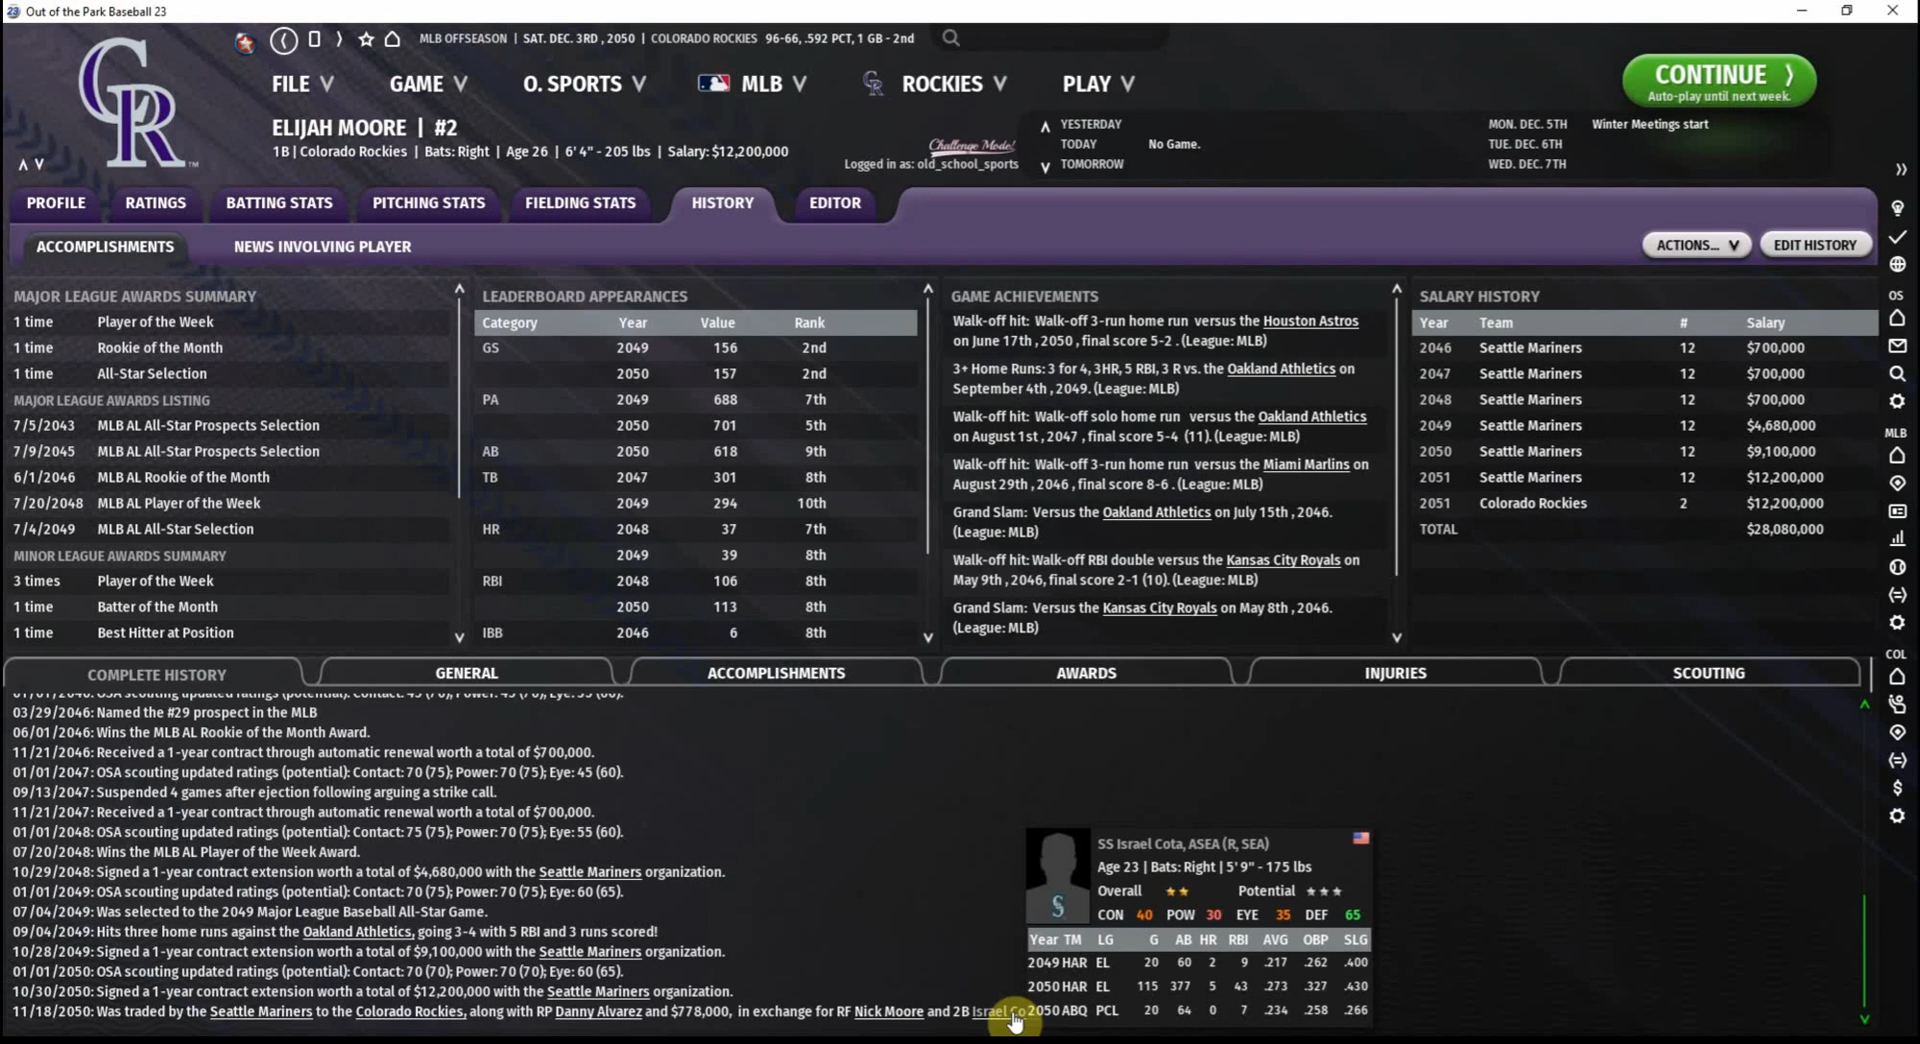 Out of the Park Baseball 23
MLB OFFSEASON | SAT. DEC. 3RD , 2050 | COLORADO ROCKIES 96-66, .592 PCT, 1 GB - 2nd
FILE GAME O. SPORTS MLB ROCKIES PLAY
CONTINUE
Auto-play until next week.
ELIJAH MOORE | #2
1B | Colorado Rockies | Bats: Right | Age 26 | 6' 4" - 205 lbs | Salary: $12,200,000
Challenge Mode!
Logged in as: old_school_sports
YESTERDAY
TODAY No Game.
TOMORROW
MON. DEC. 5TH Winter Meetings start
TUE. DEC. 6TH
WED. DEC. 7TH
PROFILE RATINGS BATTING STATS PITCHING STATS FIELDING STATS HISTORY EDITOR
ACCOMPLISHMENTS NEWS INVOLVING PLAYER ACTIONS... EDIT HISTORY
MAJOR LEAGUE AWARDS SUMMARY
1 time Player of the Week
1 time Rookie of the Month
1 time All-Star Selection
MAJOR LEAGUE AWARDS LISTING
7/5/2043 MLB AL All-Star Prospects Selection
7/9/2045 MLB AL All-Star Prospects Selection
6/1/2046 MLB AL Rookie of the Month
7/20/2048 MLB AL Player of the Week
7/4/2049 MLB AL All-Star Selection
MINOR LEAGUE AWARDS SUMMARY
3 times Player of the Week
1 time Batter of the Month
1 time Best Hitter at Position
LEADERBOARD APPEARANCES
Category Year Value Rank
GS 2049 156 2nd
2050 157 2nd
PA 2049 688 7th
2050 701 5th
AB 2050 618 9th
TB 2047 301 8th
2049 294 10th
HR 2048 37 7th
2049 39 8th
RBI 2048 106 8th
2050 113 8th
IBB 2046 6 8th
GAME ACHIEVEMENTS
Walk-off hit: Walk-off 3-run home run versus the Houston Astros
on June 17th , 2050 , final score 5-2 . (League: MLB)
3+ Home Runs: 3 for 4, 3HR, 5 RBI, 3 R vs. the Oakland Athletics on
September 4th , 2049. (League: MLB)
Walk-off hit: Walk-off solo home run versus the Oakland Athletics
on August 1st , 2047 , final score 5-4 (11). (League: MLB)
Walk-off hit: Walk-off 3-run home run versus the Miami Marlins on
August 29th , 2046 , final score 8-6 . (League: MLB)
Grand Slam: Versus the Oakland Athletics on July 15th , 2046.
(League: MLB)
Walk-off hit: Walk-off RBI double versus the Kansas City Royals on
May 9th , 2046, final score 2-1 (10). (League: MLB)
Grand Slam: Versus the Kansas City Royals on May 8th , 2046.
(League: MLB)
SALARY HISTORY
Year Team # Salary
2046 Seattle Mariners 12 $700,000
2047 Seattle Mariners 12 $700,000
2048 Seattle Mariners 12 $700,000
2049 Seattle Mariners 12 $4,680,000
2050 Seattle Mariners 12 $9,100,000
2051 Seattle Mariners 12 $12,200,000
2051 Colorado Rockies 2 $12,200,000
TOTAL $28,080,000
OS
MLB
COL
COMPLETE HISTORY GENERAL ACCOMPLISHMENTS AWARDS INJURIES SCOUTING
03/29/2046: Named the #29 prospect in the MLB
06/01/2046: Wins the MLB AL Rookie of the Month Award.
11/21/2046: Received a 1-year contract through automatic renewal worth a total of $700,000.
01/01/2047: OSA scouting updated ratings (potential): Contact: 70 (75); Power: 70 (75); Eye: 45 (60).
09/13/2047: Suspended 4 games after ejection following arguing a strike call.
11/21/2047: Received a 1-year contract through automatic renewal worth a total of $700,000.
01/01/2048: OSA scouting updated ratings (potential): Contact: 75 (75); Power: 70 (75); Eye: 55 (60).
07/20/2048: Wins the MLB AL Player of the Week Award.
10/29/2048: Signed a 1-year contract extension worth a total of $4,680,000 with the Seattle Mariners organization.
01/01/2049: OSA scouting updated ratings (potential): Contact: 70 (75); Power: 70 (75); Eye: 60 (65).
07/04/2049: Was selected to the 2049 Major League Baseball All-Star Game.
09/04/2049: Hits three home runs against the Oakland Athletics, going 3-4 with 5 RBI and 3 runs scored!
10/28/2049: Signed a 1-year contract extension worth a total of $9,100,000 with the Seattle Mariners organization.
01/01/2050: OSA scouting updated ratings (potential): Contact: 70 (70); Power: 70 (70); Eye: 60 (65).
10/30/2050: Signed a 1-year contract extension worth a total of $12,200,000 with the Seattle Mariners organization.
11/18/2050: Was traded by the Seattle Mariners to the Colorado Rockies, along with RP Danny Alvarez and $778,000, in exchange for RF Nick Moore and 2B Israel Co
SS Israel Cota, ASEA (R, SEA)
Age 23 | Bats: Right | 5' 9" - 175 lbs
Overall ★★ Potential ★★★
CON 40 POW 30 EYE 35 DEF 65
Year TM LG G AB HR RBI AVG OBP SLG
2049 HAR EL 20 60 2 9 .217 .262 .400
2050 HAR EL 115 377 5 43 .273 .327 .430
2050 ABQ PCL 20 64 0 7 .234 .258 .266